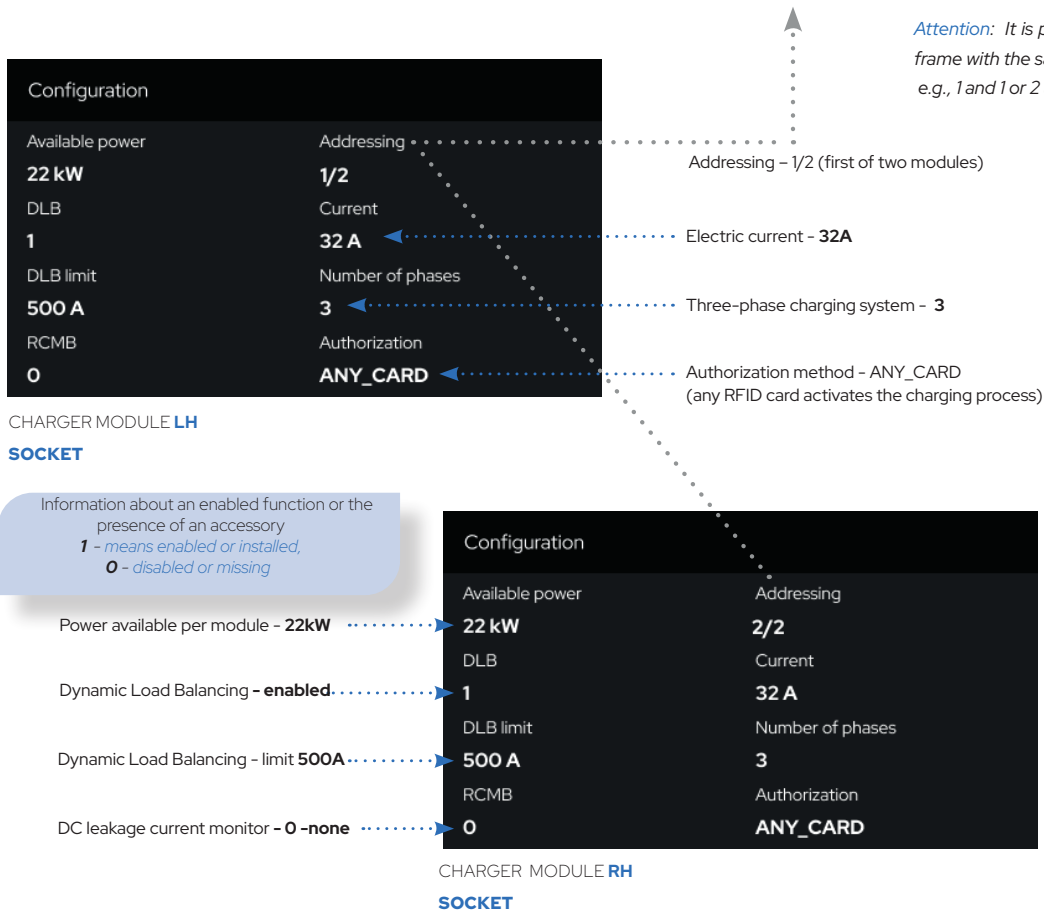 Attention: It is p
frame with the sa
e.g., 1 and 1 or 2
Configuration
Available power
Addressing
22 kW
1/2
DLB
Current
1
32 A
DLB limit
Number of phases
500 A
3
RCMB
Authorization
0
ANY_CARD
Addressing – 1/2 (first of two modules)
Electric current - 32A
Three-phase charging system - 3
Authorization method - ANY_CARD
(any RFID card activates the charging process)
CHARGER MODULE LH
SOCKET
Information about an enabled function or the
presence of an accessory
1 - means enabled or installed,
0 - disabled or missing
Power available per module - 22kW
Dynamic Load Balancing - enabled
Dynamic Load Balancing - limit 500A
DC leakage current monitor - 0 -none
Configuration
Available power
Addressing
22 kW
2/2
DLB
Current
1
32 A
DLB limit
Number of phases
500 A
3
RCMB
Authorization
0
ANY_CARD
CHARGER MODULE RH
SOCKET